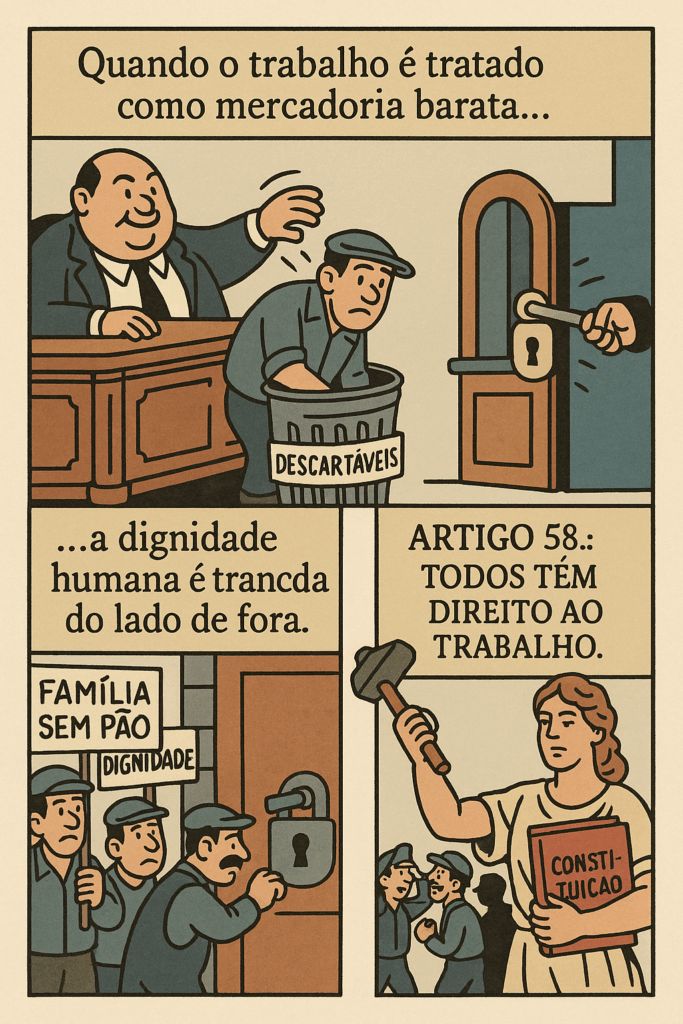 Quando o trabalho é tratado
como mercadoria barata...
DESCARTÁVEIS
...a dignidade
humana é trancda
do lado de fora.
FAMÍLIA
SEM PÃO
DIGNIDADE
ARTIGO 58.:
TODOS TÉM
DIREITO AO
TRABALHO.
CONSTI-
TUICAO